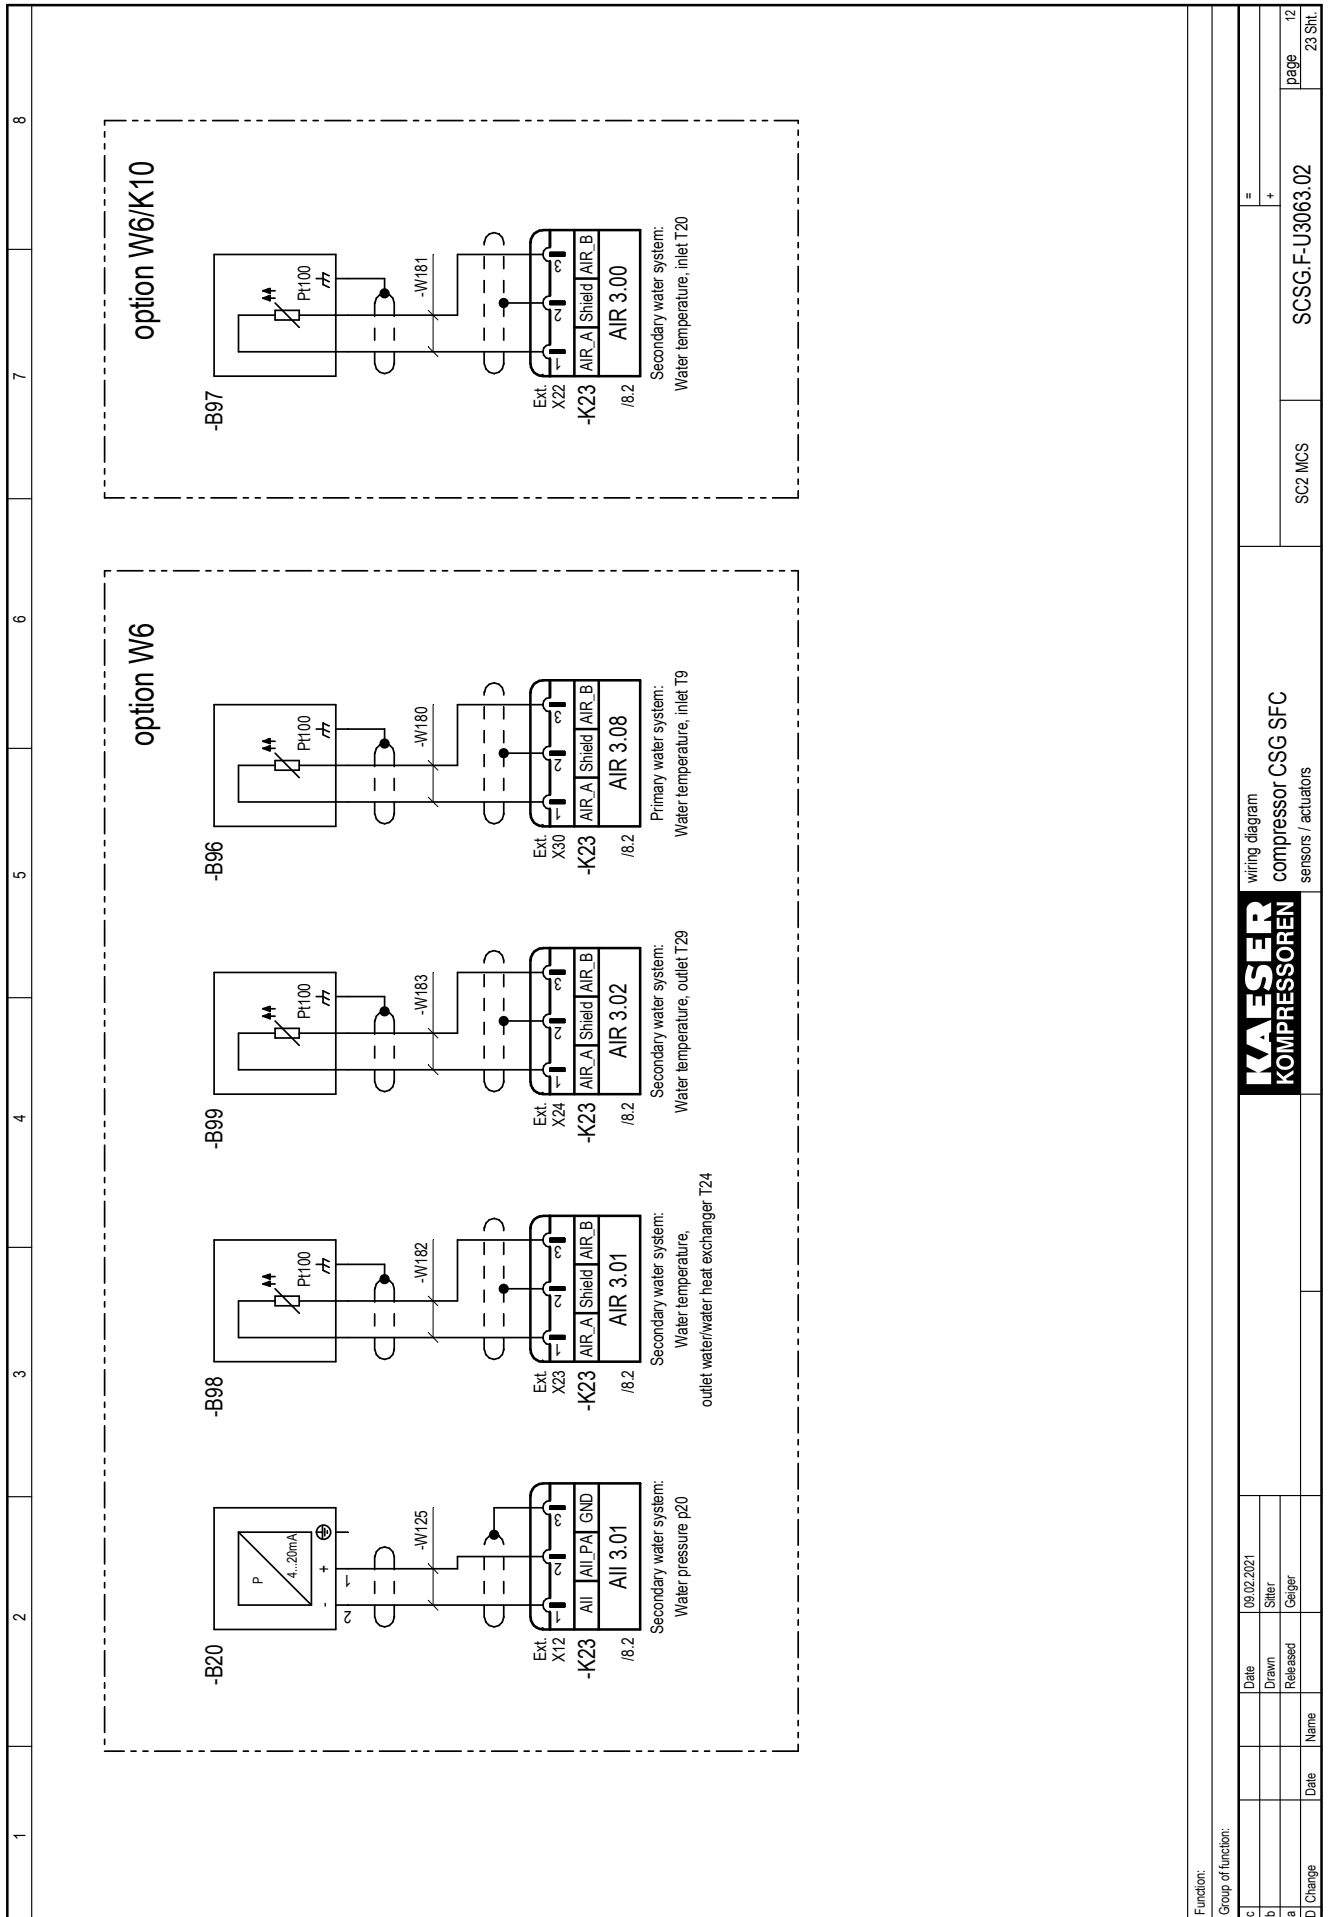 1
2
3
4
5
6
7
8
option W6
option W6/K10
-B20
P
4...20mA
- +
2 1
-W125
Ext.
X12
1 2 3
-K23
AII AII_PA GND
/8.2
AII 3.01
Secondary water system:
Water pressure p20
-B98
Pt100
-W182
Ext.
X23
1 2 3
-K23
AIR_A Shield AIR_B
/8.2
AIR 3.01
Secondary water system:
Water temperature,
outlet water/water heat exchanger T24
-B99
Pt100
-W183
Ext.
X24
1 2 3
-K23
AIR_A Shield AIR_B
/8.2
AIR 3.02
Secondary water system:
Water temperature, outlet T29
-B96
Pt100
-W180
Ext.
X30
1 2 3
-K23
AIR_A Shield AIR_B
/8.2
AIR 3.08
Primary water system:
Water temperature, inlet T9
-B97
Pt100
-W181
Ext.
X22
1 2 3
-K23
AIR_A Shield AIR_B
/8.2
AIR 3.00
Secondary water system:
Water temperature, inlet T20
Function:
Group of function:
c
b
a
D Change Date Name
Date 09.02.2021
Drawn Sitter
Released Geiger
KAESER
KOMPRESSOREN
wiring diagram
compressor CSG SFC
sensors / actuators
SC2 MCS
=
+
SCSG.F-U3063.02
page 12
23 Sht.